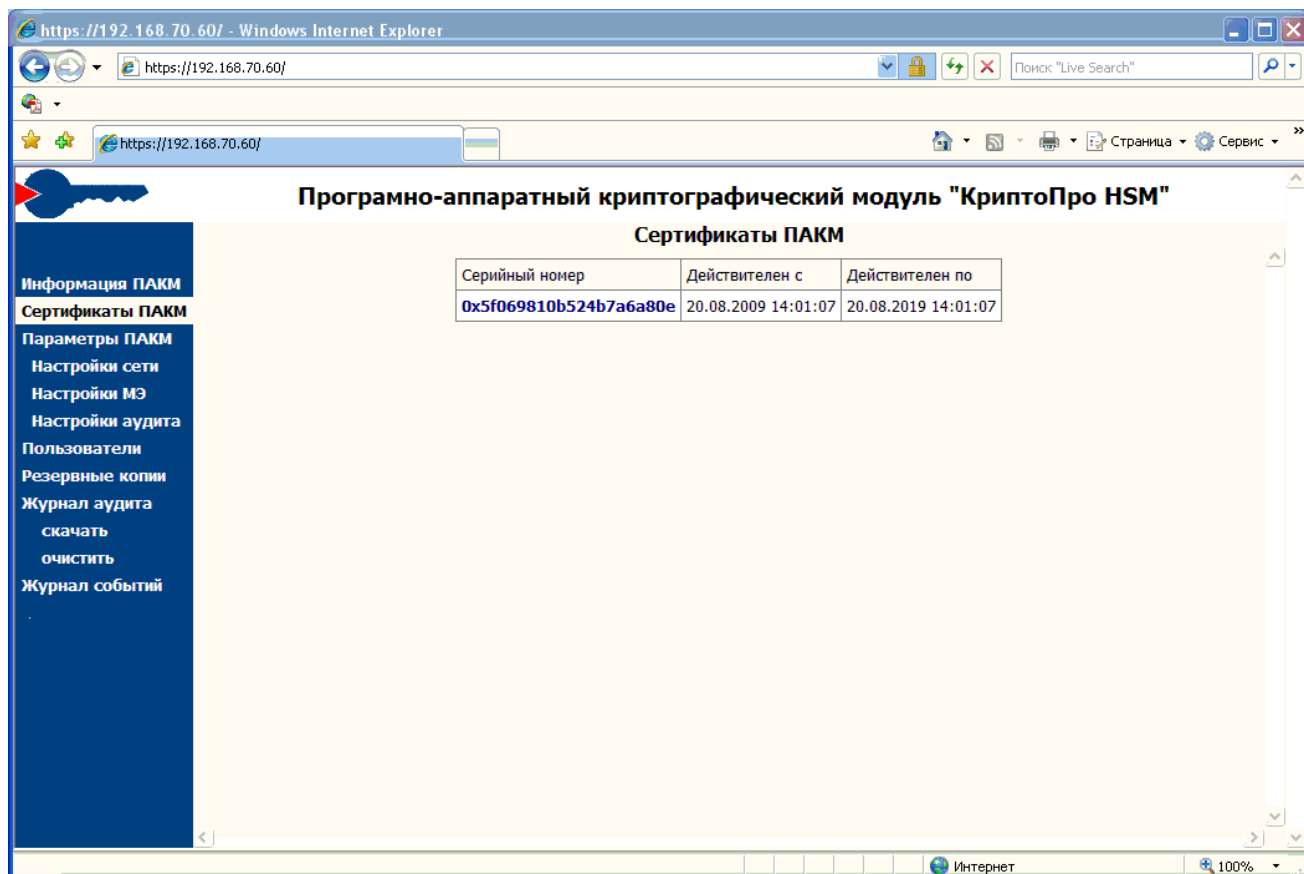 https://192.168.70.60/ - Windows Internet Explorer
https://192.168.70.60/
Поиск "Live Search"
https://192.168.70.60/
Страница
Сервис
»
Програмно-аппаратный криптографический модуль "КриптоПро HSM"
Сертификаты ПАКМ
Информация ПАКМ
Сертификаты ПАКМ
Параметры ПАКМ
Настройки сети
Настройки МЭ
Настройки аудита
Пользователи
Резервные копии
Журнал аудита
скачать
очистить
Журнал событий
Серийный номер Действителен с Действителен по
0x5f069810b524b7a6a80e 20.08.2009 14:01:07 20.08.2019 14:01:07
Интернет
100%